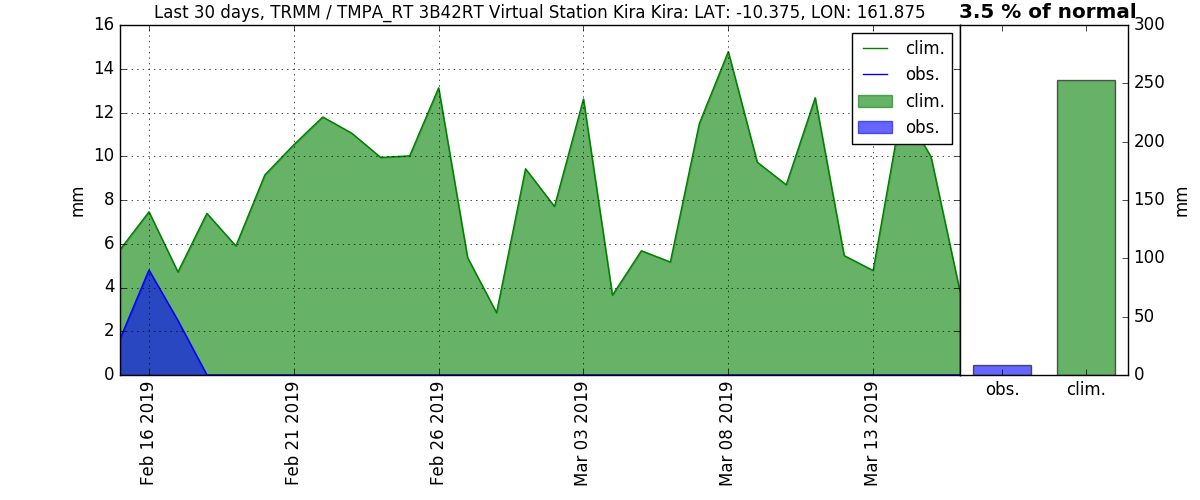 Last 30 days, TRMM / TMPA_RT 3B42RT Virtual Station Kira Kira: LAT: -10.375, LON: 161.875
3.5 % of normal
16
14
12
10
8
6
4
2
0
mm
clim.
obs.
clim.
obs.
300
250
200
150
100
50
0
mm
Feb 16 2019
Feb 21 2019
Feb 26 2019
Mar 03 2019
Mar 08 2019
Mar 13 2019
obs.
clim.